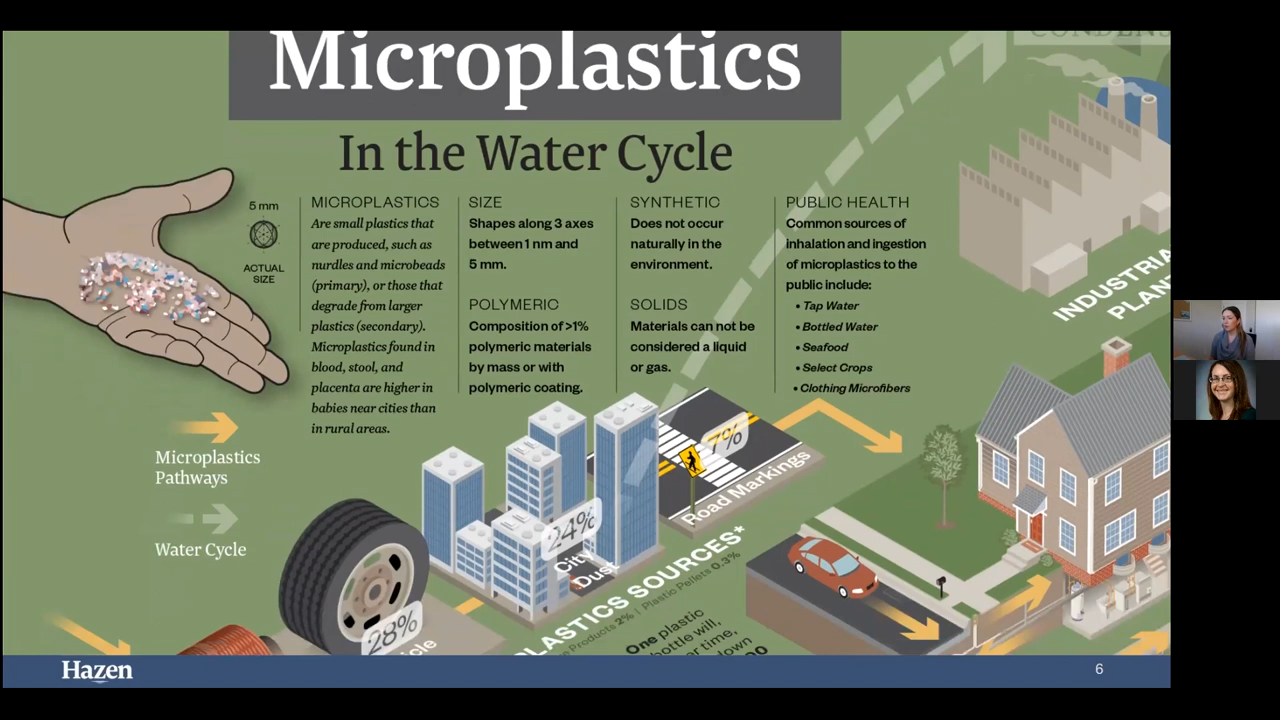 CONDENS
Microplastics
In the Water Cycle
5 mm
ACTUAL
SIZE
MICROPLASTICS
Are small plastics that
are produced, such as
nurdles and microbeads
(primary), or those that
degrade from larger
plastics (secondary).
Microplastics found in
blood, stool, and
placenta are higher in
babies near cities than
in rural areas.
SIZE
Shapes along 3 axes
between 1 nm and
5 mm.
POLYMERIC
Composition of >1%
polymeric materials
by mass or with
polymeric coating.
SYNTHETIC
Does not occur
naturally in the
environment.
SOLIDS
Materials can not be
considered a liquid
or gas.
PUBLIC HEALTH
Common sources of
inhalation and ingestion
of microplastics to the
public include:
• Tap Water
• Bottled Water
• Seafood
• Select Crops
• Clothing Microfibers
INDUSTRIA
PLANT
Microplastics
Pathways
Water Cycle
7%
Road Markings
24%
City
Dust
28%
icle
PLASTICS SOURCES*
e Products 2% | Plastic Pellets 0.3%
One plastic
bottle will,
er time,
down
00
Hazen
6